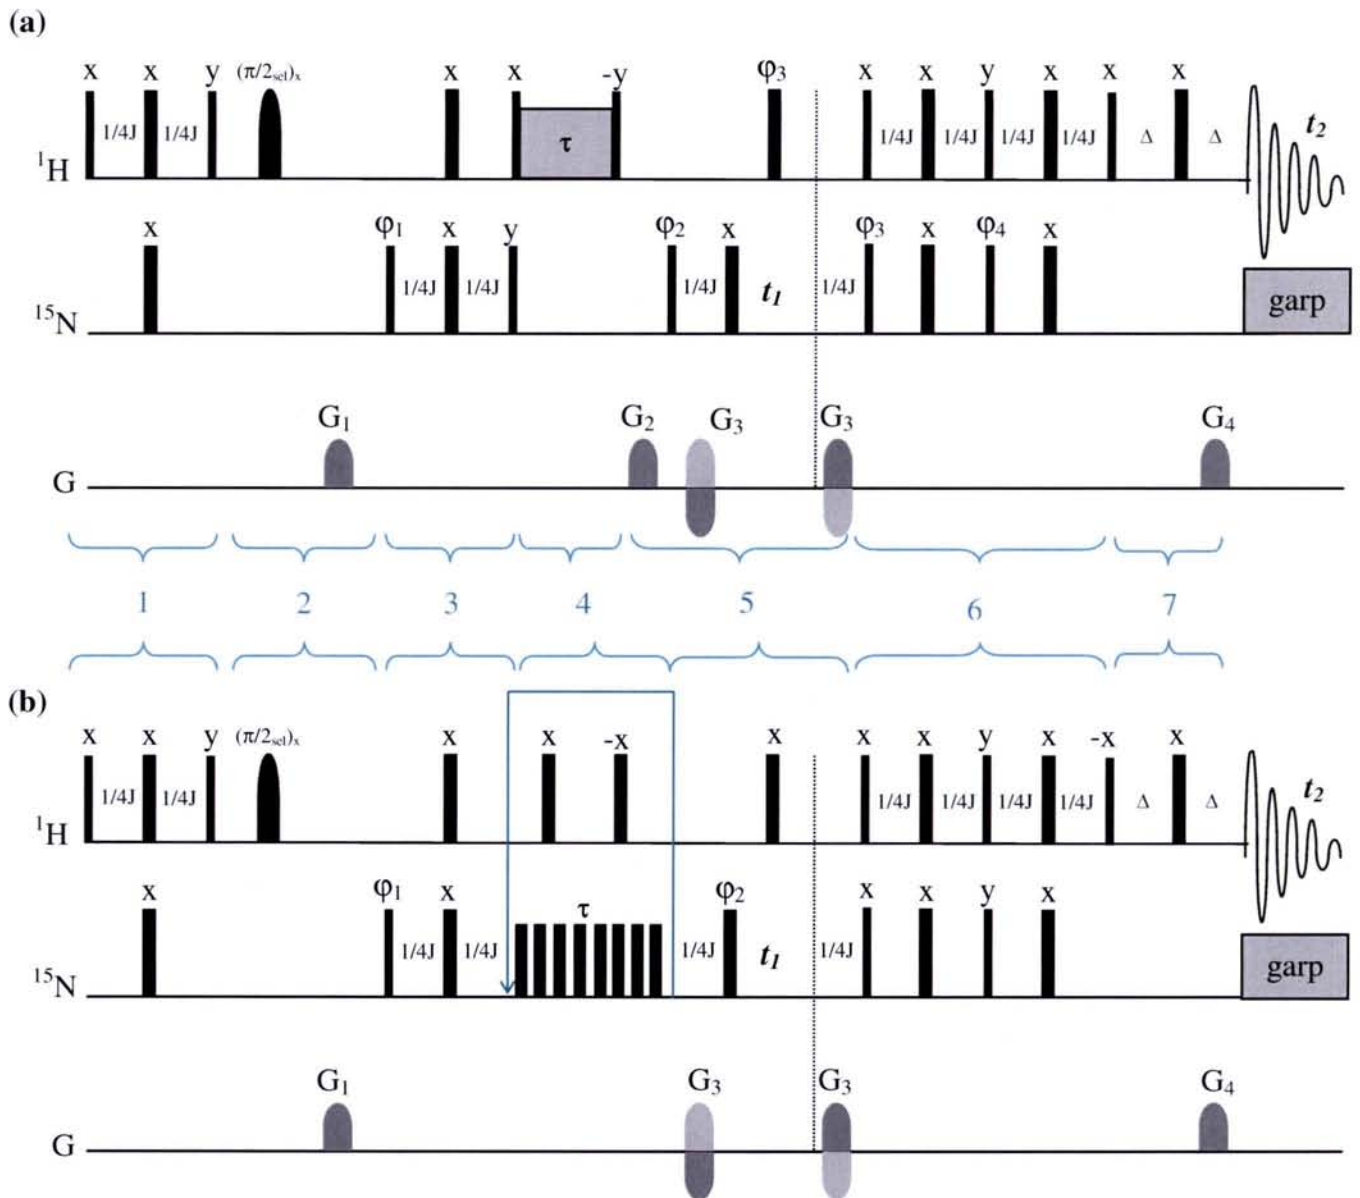 (a)
x x y (π/2sel)x x x -y φ3 x x y x x x
1/4J 1/4J τ 1/4J 1/4J 1/4J 1/4J Δ Δ t2
1H
x φ1 x y φ2 x φ3 x φ4 x
1/4J 1/4J 1/4J t1 1/4J garp
15N
G1 G2 G3 G3 G4
G
1 2 3 4 5 6 7
(b)
x x y (π/2sel)x x x -x x x x y x -x x
1/4J 1/4J 1/4J 1/4J 1/4J 1/4J Δ Δ t2
1H
x φ1 x τ φ2 x x y x
1/4J 1/4J 1/4J t1 1/4J garp
15N
G1 G3 G3 G4
G